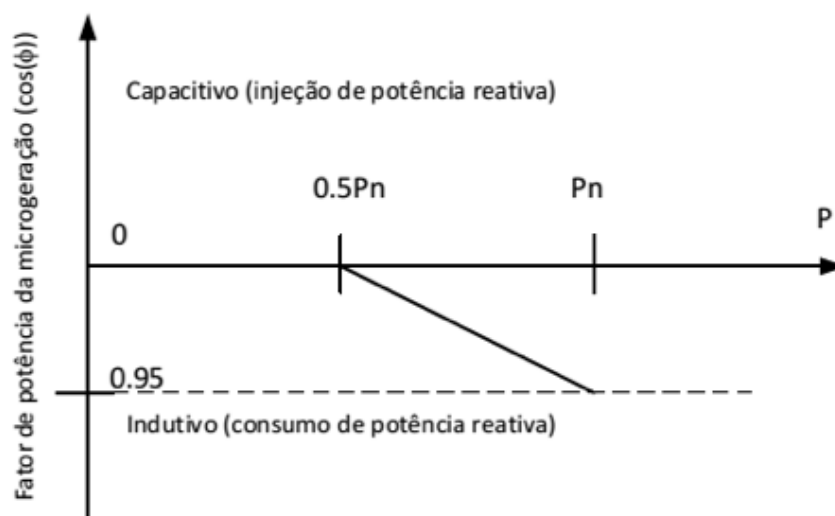 Fator de potência da microgeração (cos(ϕ))
Capacitivo (injeção de potência reativa)
0.5Pn
Pn
P
0
0.95
Indutivo (consumo de potência reativa)